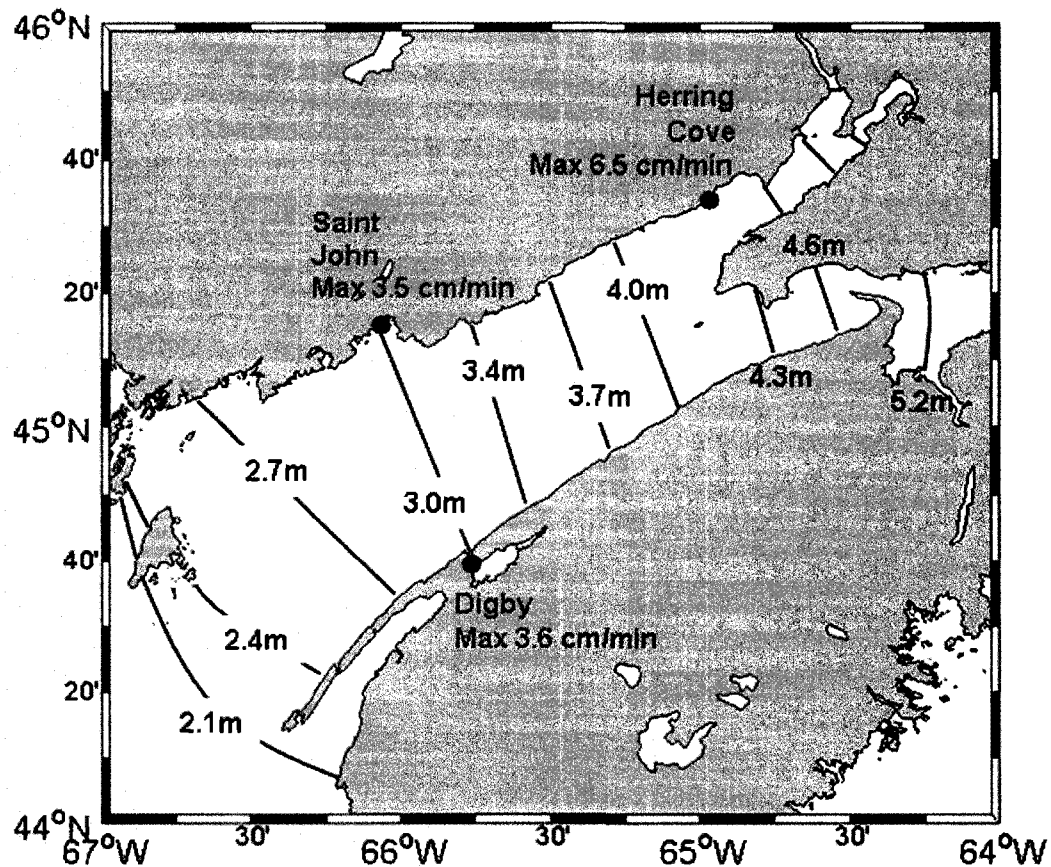 46°N
Herring
Cove
Max 6.5 cm/min
40'
Saint
John
Max 3.5 cm/min
4.6m
20'
4.0m
3.4m
3.7m
4.3m
5.2m
45°N
2.7m
3.0m
40'
Digby
Max 3.6 cm/min
2.4m
20'
2.1m
44°N
67°W
30'
66°W
30'
65°W
30'
64°W